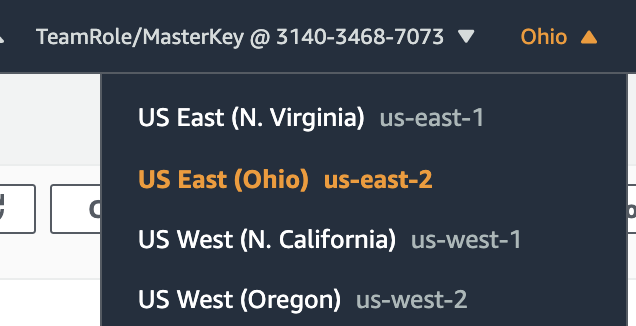 TeamRole/MasterKey @ 3140-3468-7073 ▼ Ohio ▲
US East (N. Virginia) us-east-1
US East (Ohio) us-east-2
US West (N. California) us-west-1
US West (Oregon) us-west-2